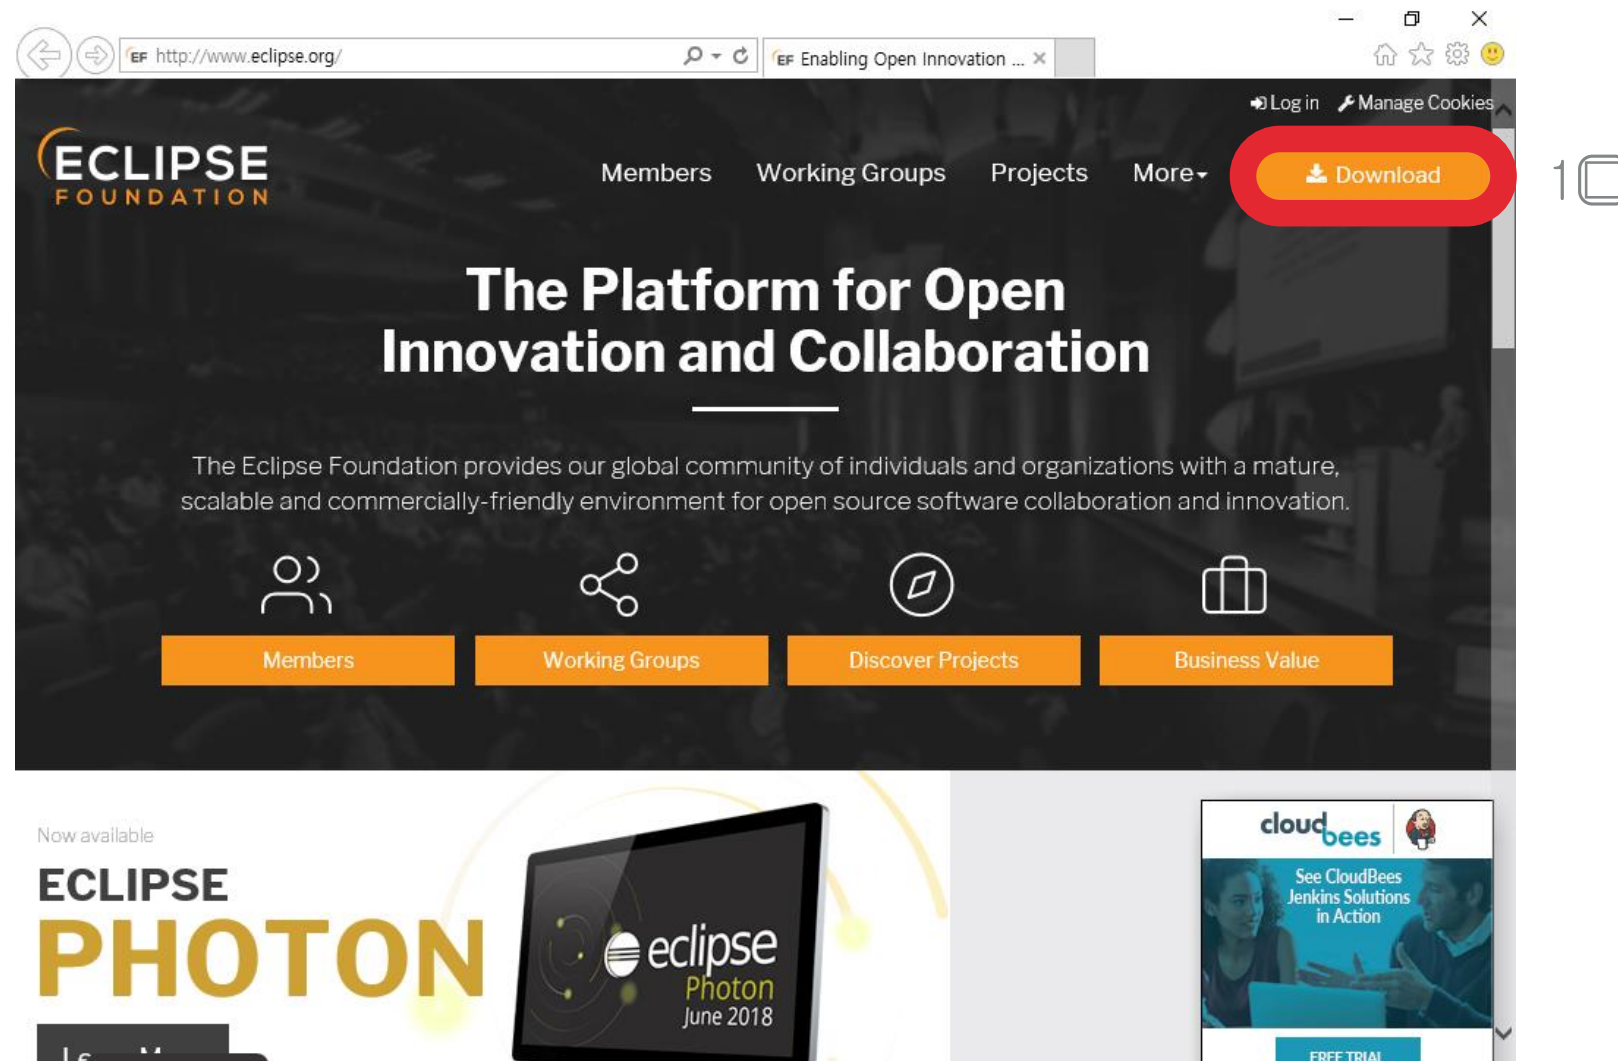 http://www.eclipse.org/
EF Enabling Open Innovation ...
Log in Manage Cookies
ECLIPSE
FOUNDATION
Members Working Groups Projects More Download
1
The Platform for Open
Innovation and Collaboration
The Eclipse Foundation provides our global community of individuals and organizations with a mature,
scalable and commercially-friendly environment for open source software collaboration and innovation.
Members Working Groups Discover Projects Business Value
Now available
ECLIPSE
PHOTON
eclipse
Photon
June 2018
cloudbees
See CloudBees
Jenkins Solutions
in Action
FREE TRIAL